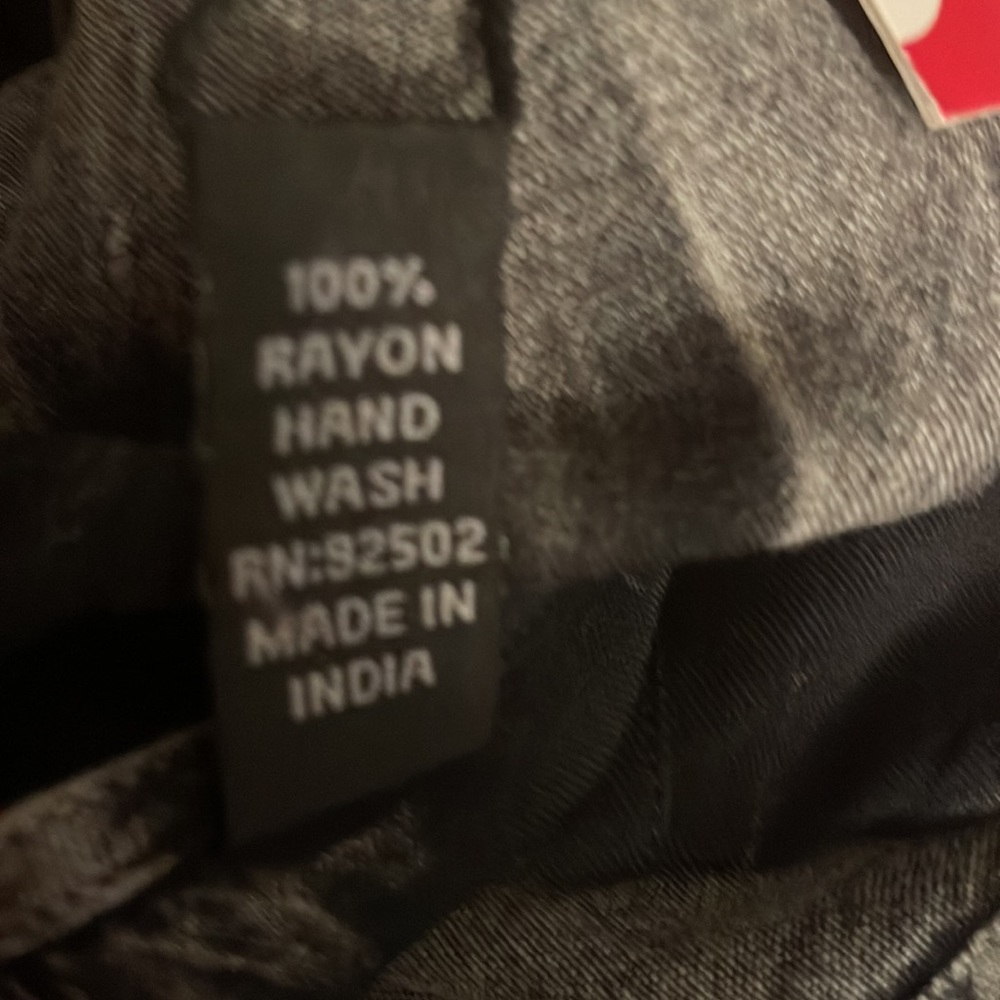 100%
RAYON
HAND
WASH
RN:92502
MADE IN
INDIA